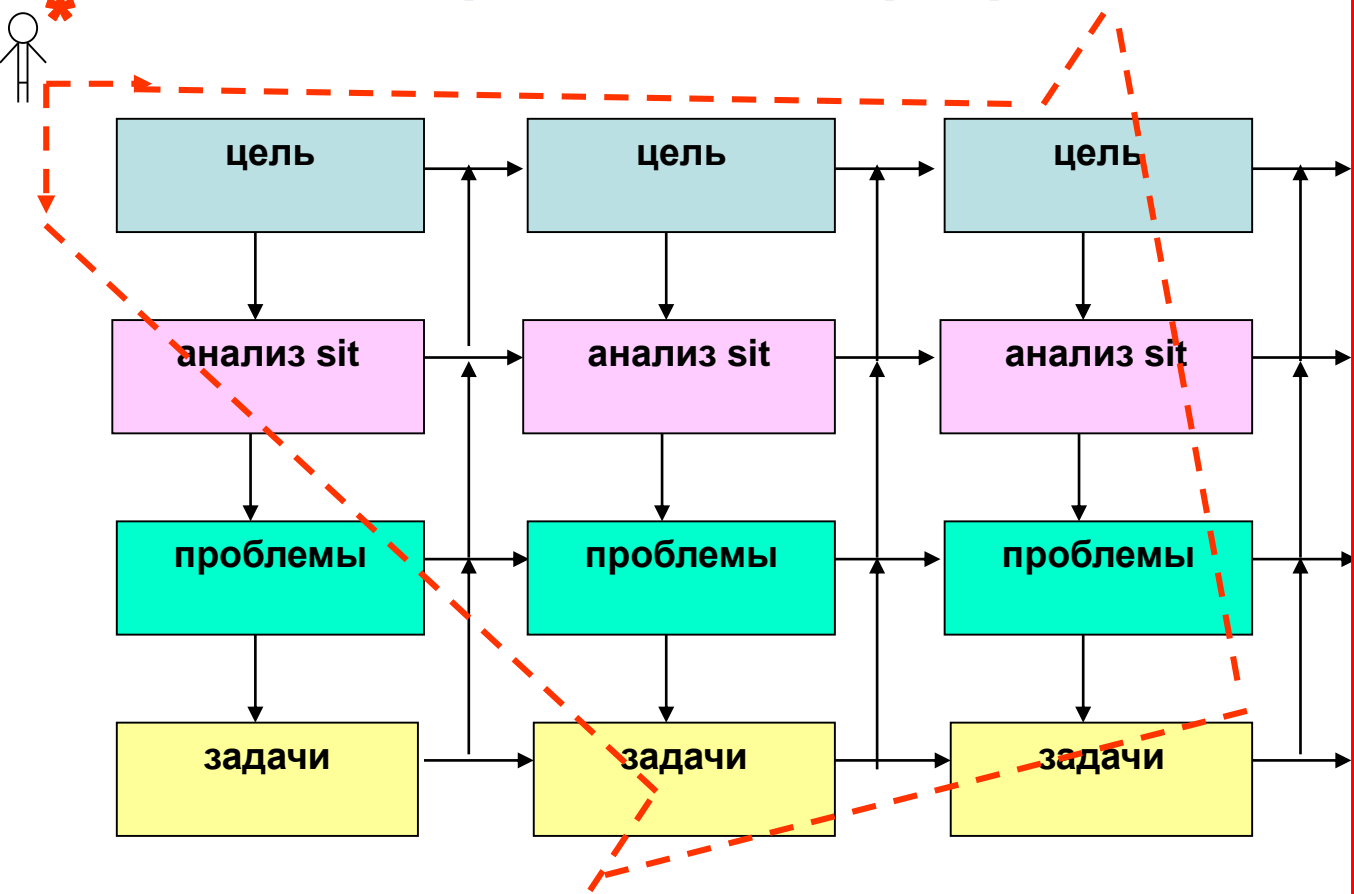 *
цель цель цель
анализ sit анализ sit анализ sit
проблемы проблемы проблемы
задачи задачи задачи